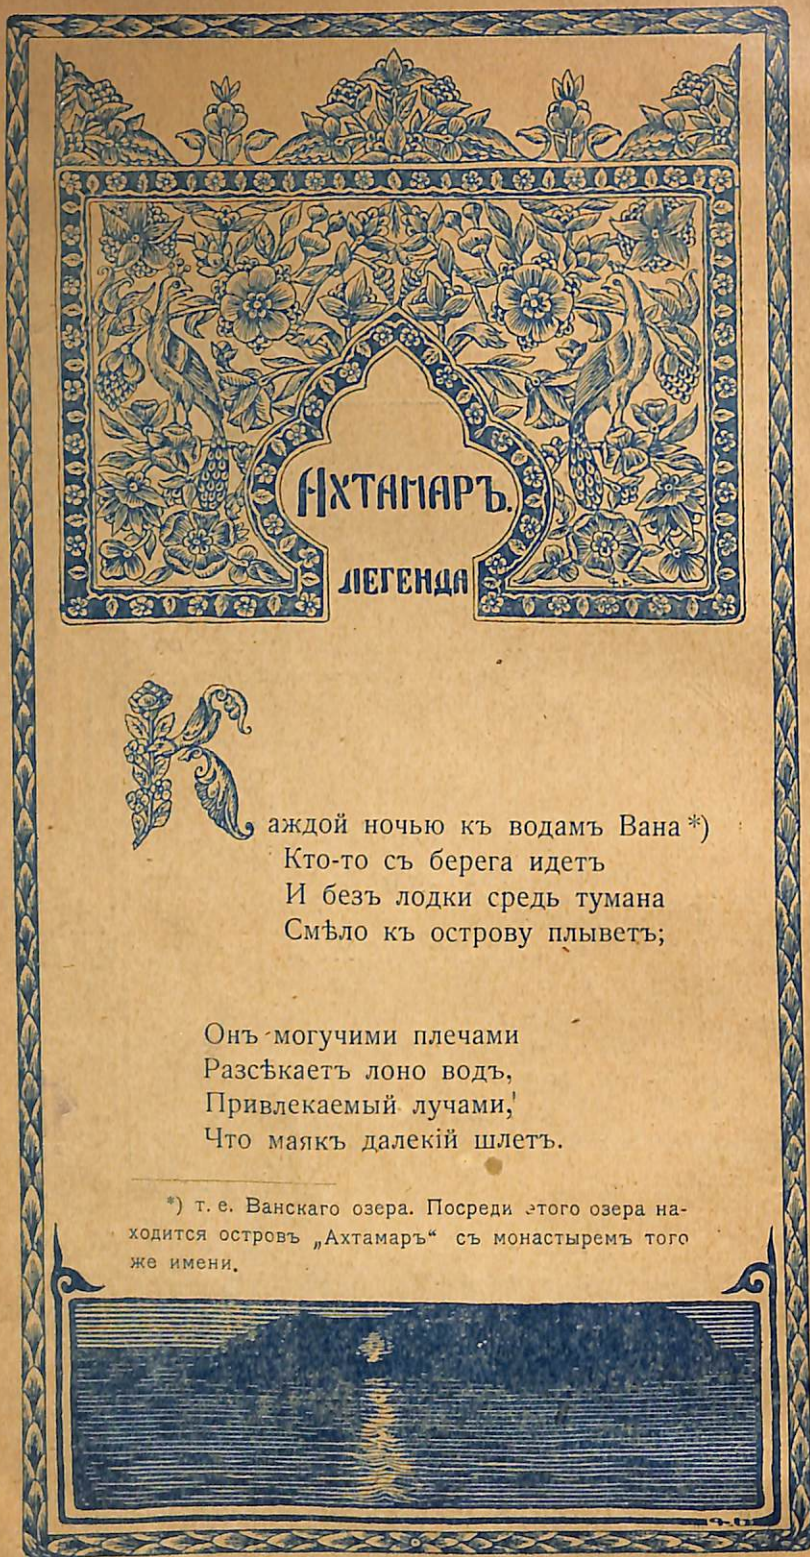 Ахтамаръ.
легенда
Каждой ночью къ водамъ Вана *)
Кто-то съ берега идетъ
И безъ лодки средь тумана
Смѣло къ острову плыветъ;
Онъ могучими плечами
Разсѣкаетъ лоно водъ,
Привлекаемый лучами,
Что маякъ далекій шлетъ.
*) т. е. Ванскаго озера. Посреди этого озера на-
ходится островъ „Ахтамаръ“ съ монастыремъ того
же имени.